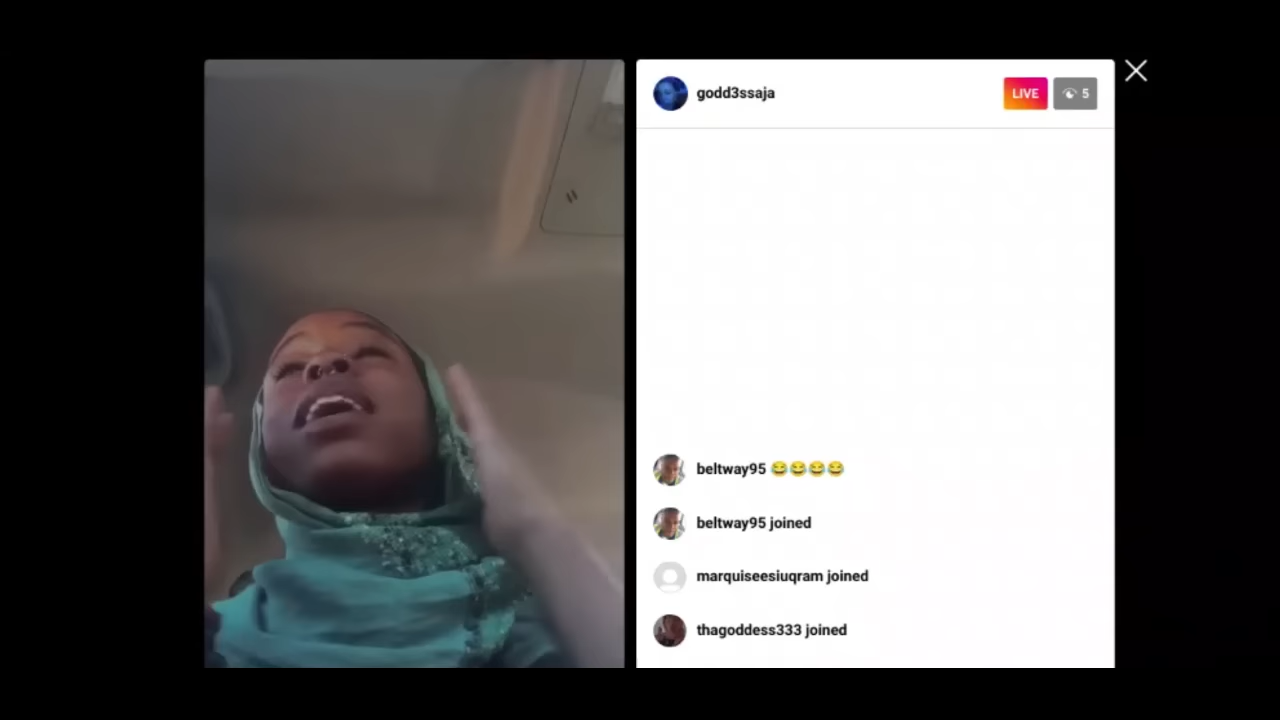 godd3ssaja
LIVE
5
beltway95 😂😂😂😂
beltway95 joined
marquiseesiuqram joined
thagoddess333 joined